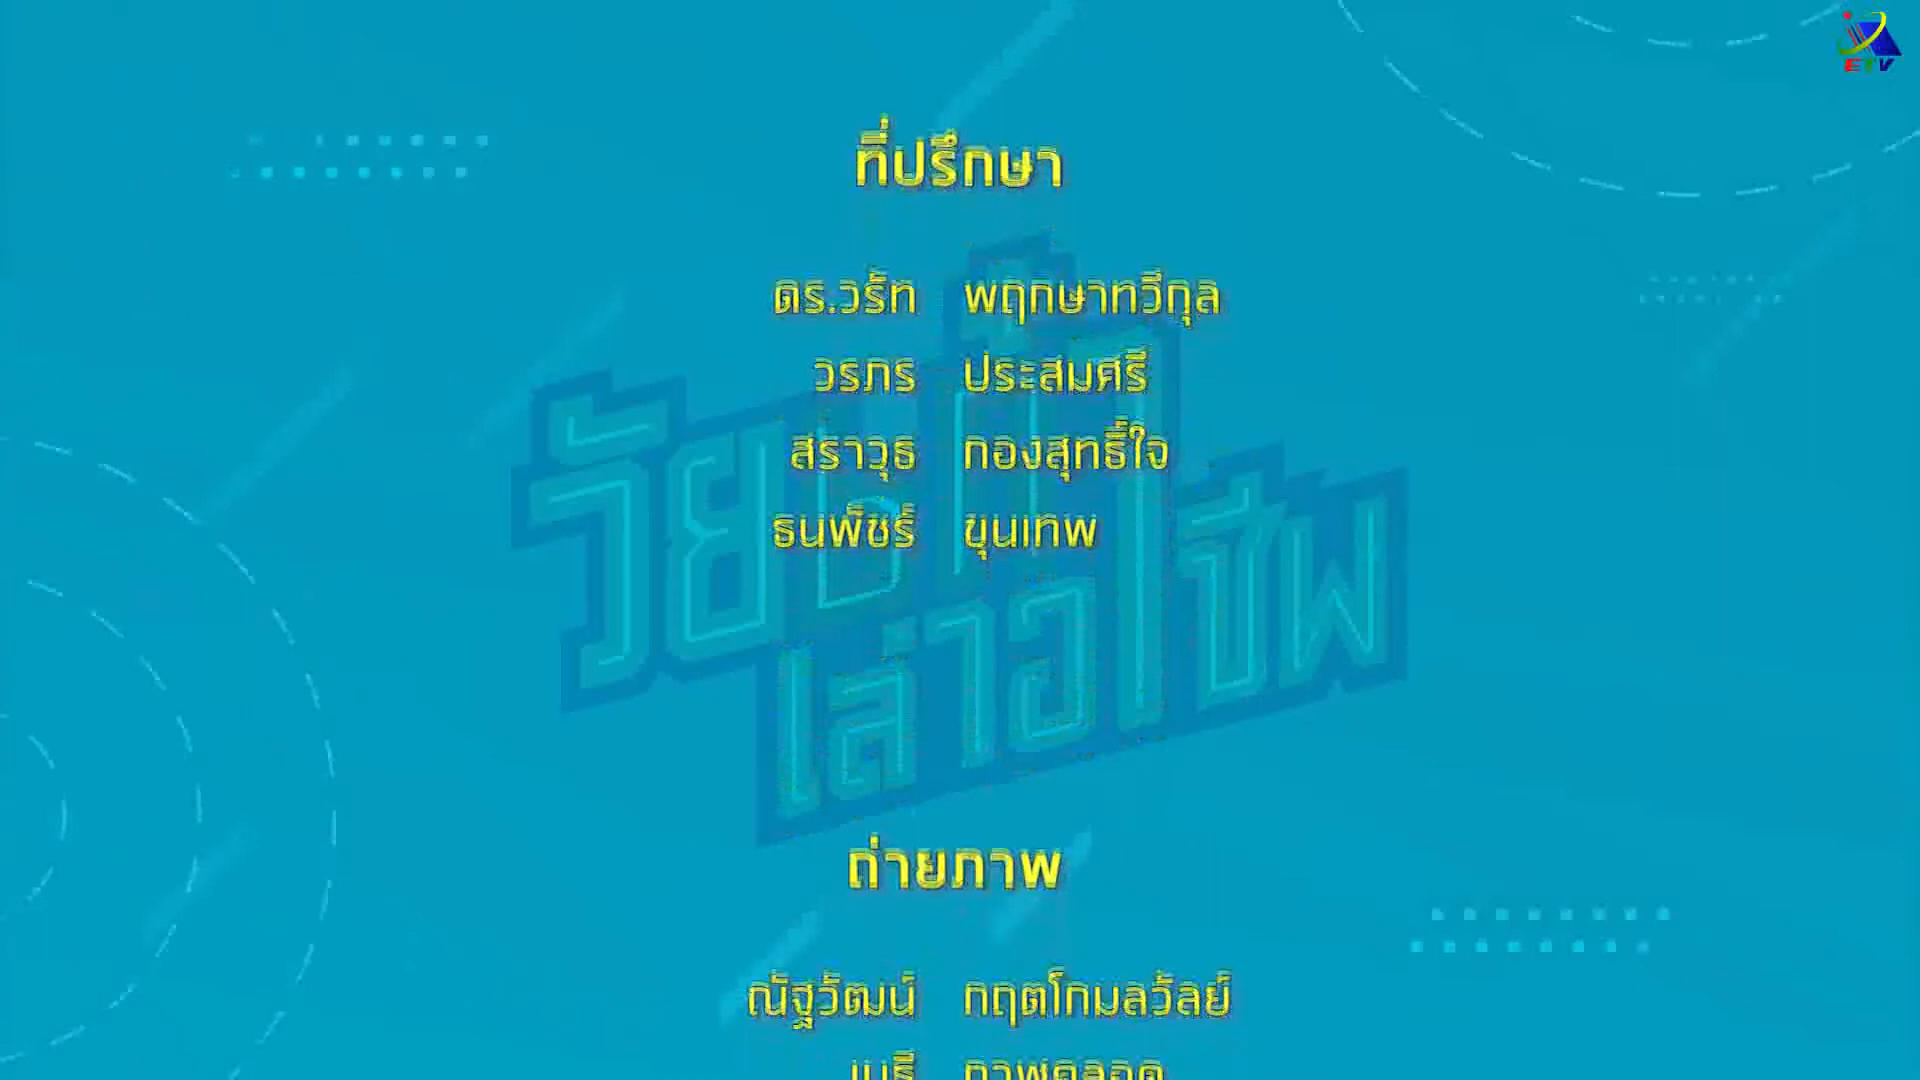 ETV
ที่ปรึกษา
ดร.วรัท พฤกษาทวีกุล
วรภร ประสมศรี
สราวุธ กองสุทธิ์ใจ
ธนพัชร์ ขุนเทพ
วัยทำ
เล่าอาชีพ
ถ่ายภาพ
ณัฐวัฒน์ กฤตโกมลวัลย์